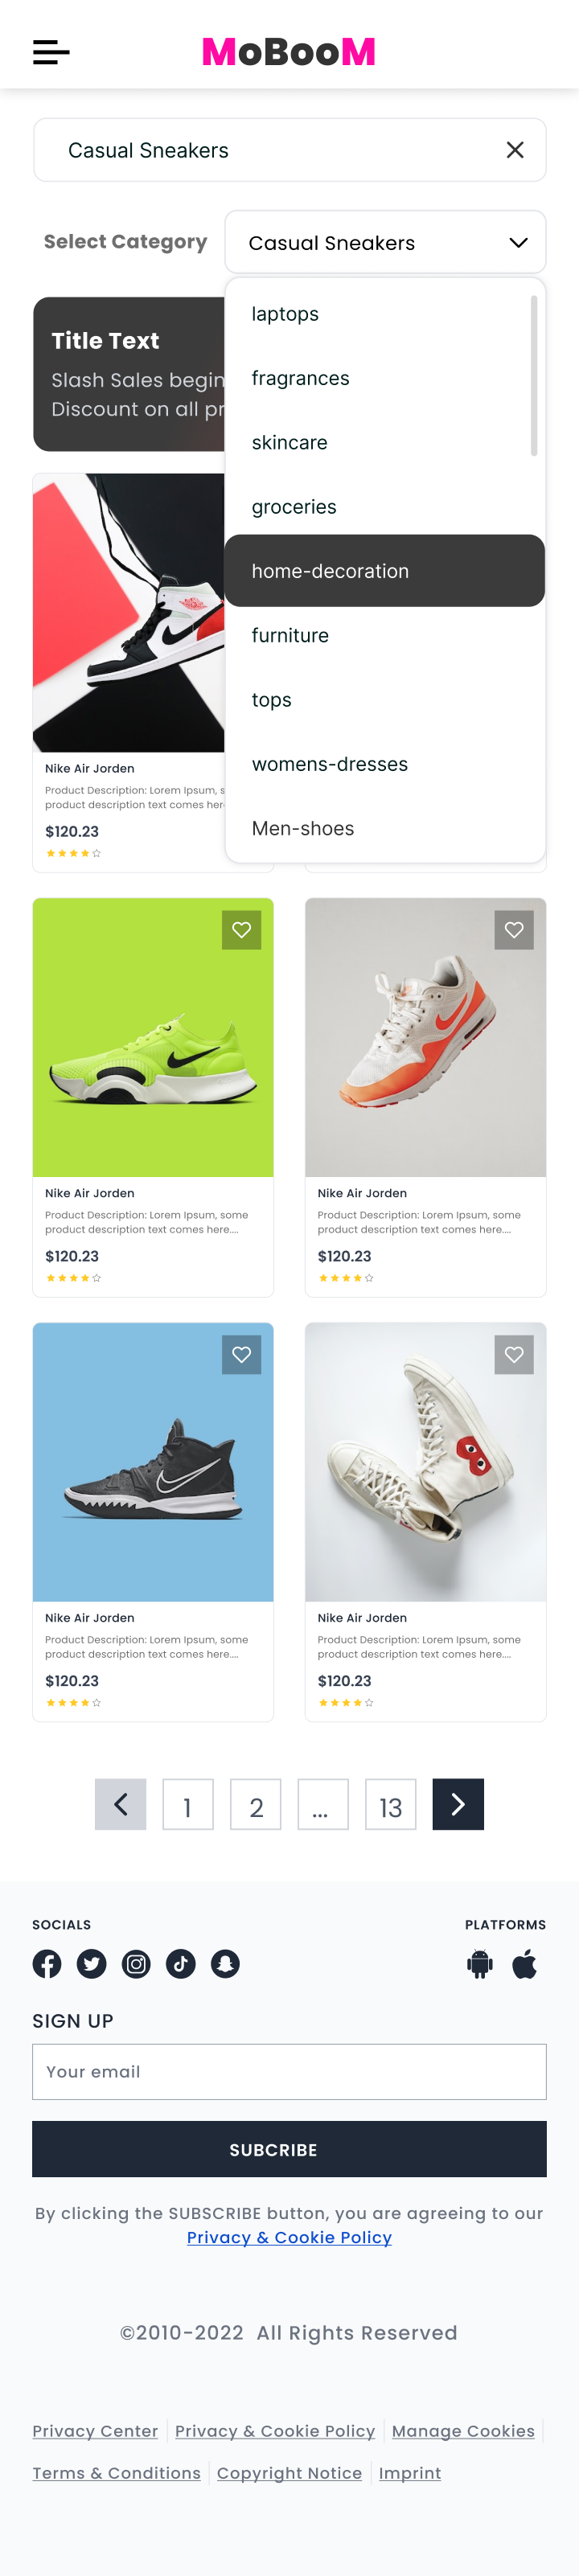 MoBooM
Casual Sneakers
Select Category
Casual Sneakers
laptops
fragrances
skincare
groceries
home-decoration
furniture
tops
womens-dresses
Men-shoes
Title Text
Slash Sales begin
Discount on all pr
Nike Air Jorden
Product Description: Lorem Ipsum, s
product description text comes her
$120.23
Nike Air Jorden
Product Description: Lorem Ipsum, some
product description text comes here....
$120.23
Nike Air Jorden
Product Description: Lorem Ipsum, some
product description text comes here....
$120.23
Nike Air Jorden
Product Description: Lorem Ipsum, some
product description text comes here....
$120.23
Nike Air Jorden
Product Description: Lorem Ipsum, some
product description text comes here....
$120.23
1 2 ... 13
SOCIALS
PLATFORMS
SIGN UP
Your email
SUBCRIBE
By clicking the SUBSCRIBE button, you are agreeing to our
Privacy & Cookie Policy
©2010-2022 All Rights Reserved
Privacy Center Privacy & Cookie Policy Manage Cookies
Terms & Conditions Copyright Notice Imprint